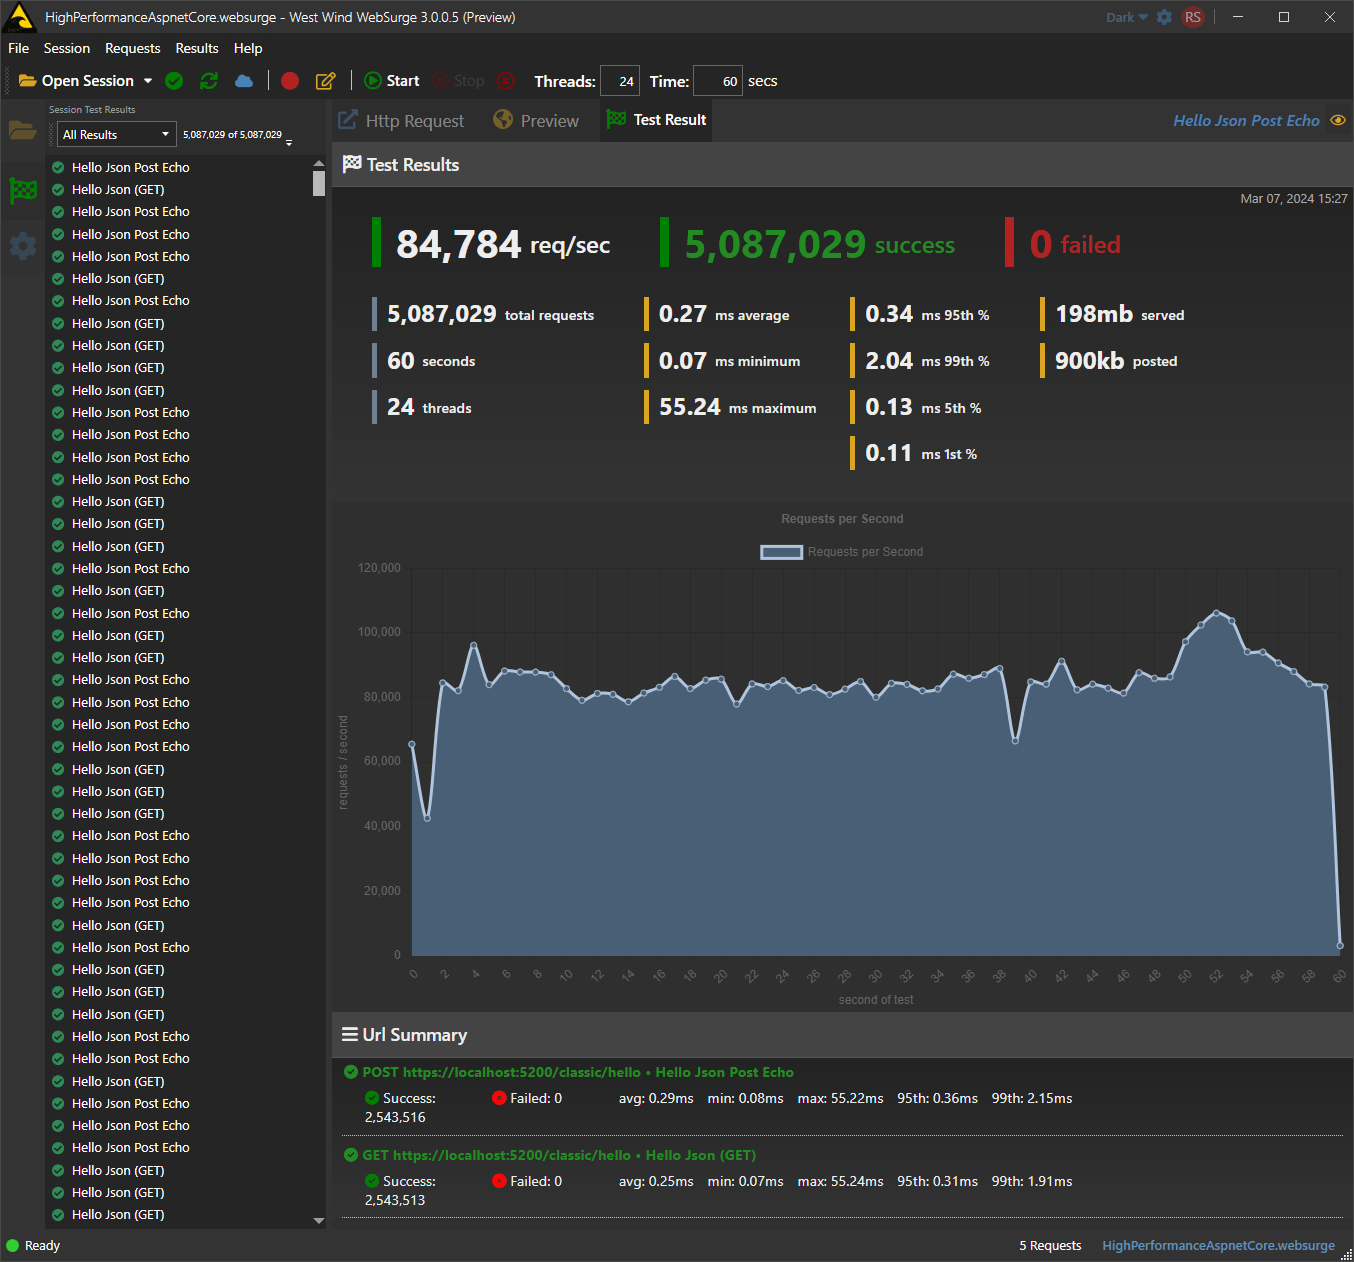 HighPerformanceAspnetCore.websurge - West Wind WebSurge 3.0.0.5 (Preview)
Dark
RS
File Session Requests Results Help
Open Session
Start
Stop
Threads: 24 Time: 60 secs
Session Test Results
All Results
5,087,029 of 5,087,029
Hello Json Post Echo
Hello Json (GET)
Hello Json Post Echo
Hello Json Post Echo
Hello Json Post Echo
Hello Json (GET)
Hello Json Post Echo
Hello Json (GET)
Hello Json (GET)
Hello Json (GET)
Hello Json (GET)
Hello Json Post Echo
Hello Json Post Echo
Hello Json Post Echo
Hello Json Post Echo
Hello Json (GET)
Hello Json (GET)
Hello Json (GET)
Hello Json Post Echo
Hello Json (GET)
Hello Json Post Echo
Hello Json (GET)
Hello Json (GET)
Hello Json Post Echo
Hello Json Post Echo
Hello Json Post Echo
Hello Json Post Echo
Hello Json (GET)
Hello Json (GET)
Hello Json (GET)
Hello Json Post Echo
Hello Json Post Echo
Hello Json Post Echo
Hello Json Post Echo
Hello Json (GET)
Hello Json Post Echo
Hello Json (GET)
Hello Json (GET)
Hello Json (GET)
Hello Json Post Echo
Hello Json Post Echo
Hello Json (GET)
Hello Json Post Echo
Hello Json Post Echo
Hello Json Post Echo
Hello Json (GET)
Hello Json (GET)
Hello Json (GET)
Http Request
Preview
Test Result
Hello Json Post Echo
Test Results
Mar 07, 2024 15:27
84,784 req/sec
5,087,029 success
0 failed
5,087,029 total requests
0.27 ms average
0.34 ms 95th %
198mb served
60 seconds
0.07 ms minimum
2.04 ms 99th %
900kb posted
24 threads
55.24 ms maximum
0.13 ms 5th %
0.11 ms 1st %
Requests per Second
Requests per Second
120,000
100,000
80,000
60,000
40,000
20,000
0
requests / second
0 2 4 6 8 10 12 14 16 18 20 22 24 26 28 30 32 34 36 38 40 42 44 46 48 50 52 54 56 58 60
second of test
Url Summary
POST https://localhost:5200/classic/hello • Hello Json Post Echo
Success: 2,543,516
Failed: 0
avg: 0.29ms min: 0.08ms max: 55.22ms 95th: 0.36ms 99th: 2.15ms
GET https://localhost:5200/classic/hello • Hello Json (GET)
Success: 2,543,513
Failed: 0
avg: 0.25ms min: 0.07ms max: 55.24ms 95th: 0.31ms 99th: 1.91ms
Ready
5 Requests
HighPerformanceAspnetCore.websurge